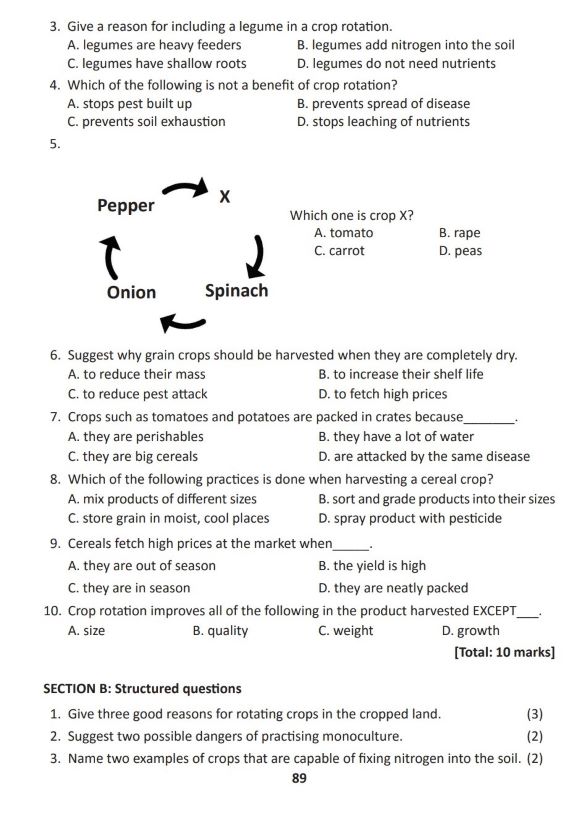 3. Give a reason for including a legume in a crop rotation.
A. legumes are heavy feeders B. legumes add nitrogen into the soil
C. legumes have shallow roots D. legumes do not need nutrients
4. Which of the following is not a benefit of crop rotation?
A. stops pest built up B. prevents spread of disease
C. prevents soil exhaustion D. stops leaching of nutrients
5.
Pepper X
Which one is crop X?
A. tomato B. rape
C. carrot D. peas
Onion Spinach
6. Suggest why grain crops should be harvested when they are completely dry.
A. to reduce their mass B. to increase their shelf life
C. to reduce pest attack D. to fetch high prices
7. Crops such as tomatoes and potatoes are packed in crates because_______.
A. they are perishables B. they have a lot of water
C. they are big cereals D. are attacked by the same disease
8. Which of the following practices is done when harvesting a cereal crop?
A. mix products of different sizes B. sort and grade products into their sizes
C. store grain in moist, cool places D. spray product with pesticide
9. Cereals fetch high prices at the market when_____.
A. they are out of season B. the yield is high
C. they are in season D. they are neatly packed
10. Crop rotation improves all of the following in the product harvested EXCEPT___.
A. size B. quality C. weight D. growth
[Total: 10 marks]
SECTION B: Structured questions
1. Give three good reasons for rotating crops in the cropped land. (3)
2. Suggest two possible dangers of practising monoculture. (2)
3. Name two examples of crops that are capable of fixing nitrogen into the soil. (2)
89